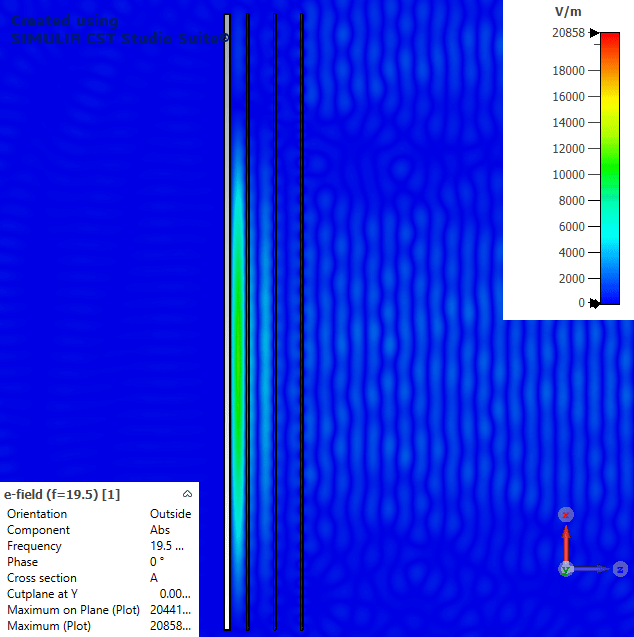 Created using
SIMULIA CST Studio Suite®
V/m
20858
18000
16000
14000
12000
10000
8000
6000
4000
2000
0
e-field (f=19.5) [1]
Orientation Outside
Component Abs
Frequency 19.5 ...
Phase 0 °
Cross section A
Cutplane at Y 0.00...
Maximum on Plane (Plot) 20441...
Maximum (Plot) 20858...
x
y
z